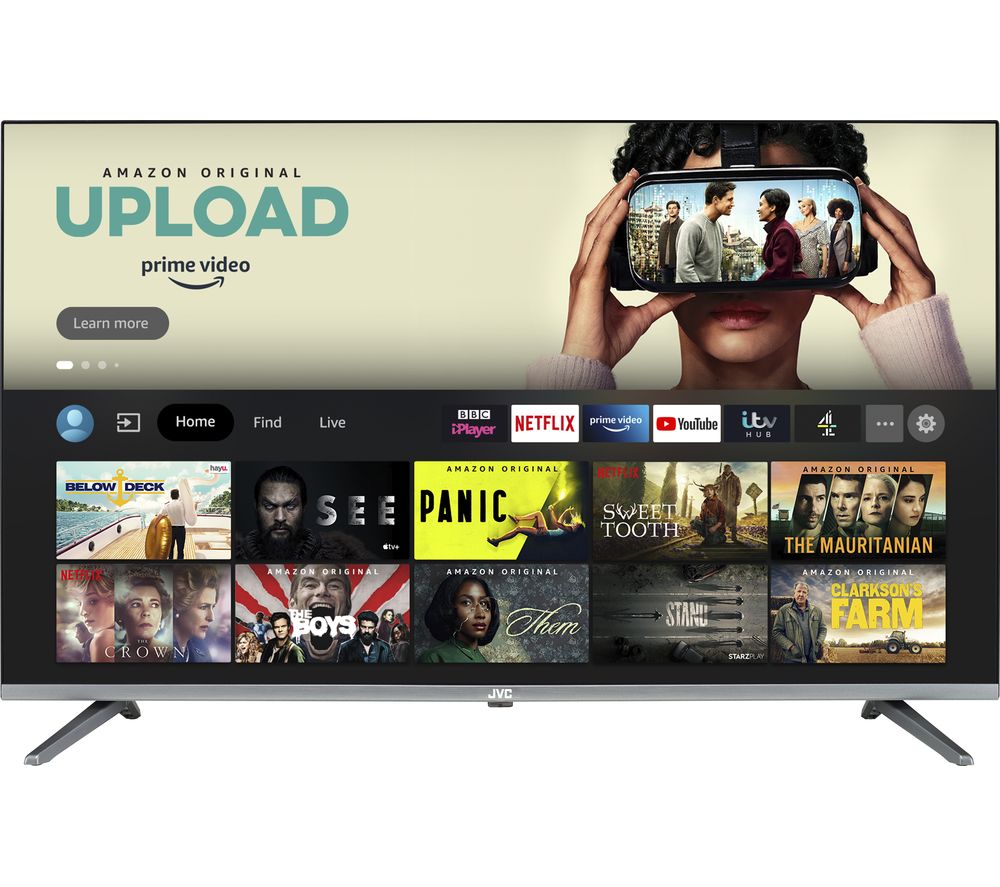 AMAZON ORIGINAL
UPLOAD
prime video
Learn more
Home
Find
Live
BBC
iPlayer
NETFLIX
prime video
YouTube
itv
HUB
4
hayu.
BELOW DECK
SEE
tv+
AMAZON ORIGINAL
PANIC
NETFLIX
SWEET
TOOTH
AMAZON ORIGINAL
THE MAURITANIAN
NETFLIX
THE
CROWN
AMAZON ORIGINAL
THE
BOYS
AMAZON ORIGINAL
Them
STAND
STARZPLAY
AMAZON ORIGINAL
CLARKSON'S
FARM
JVC